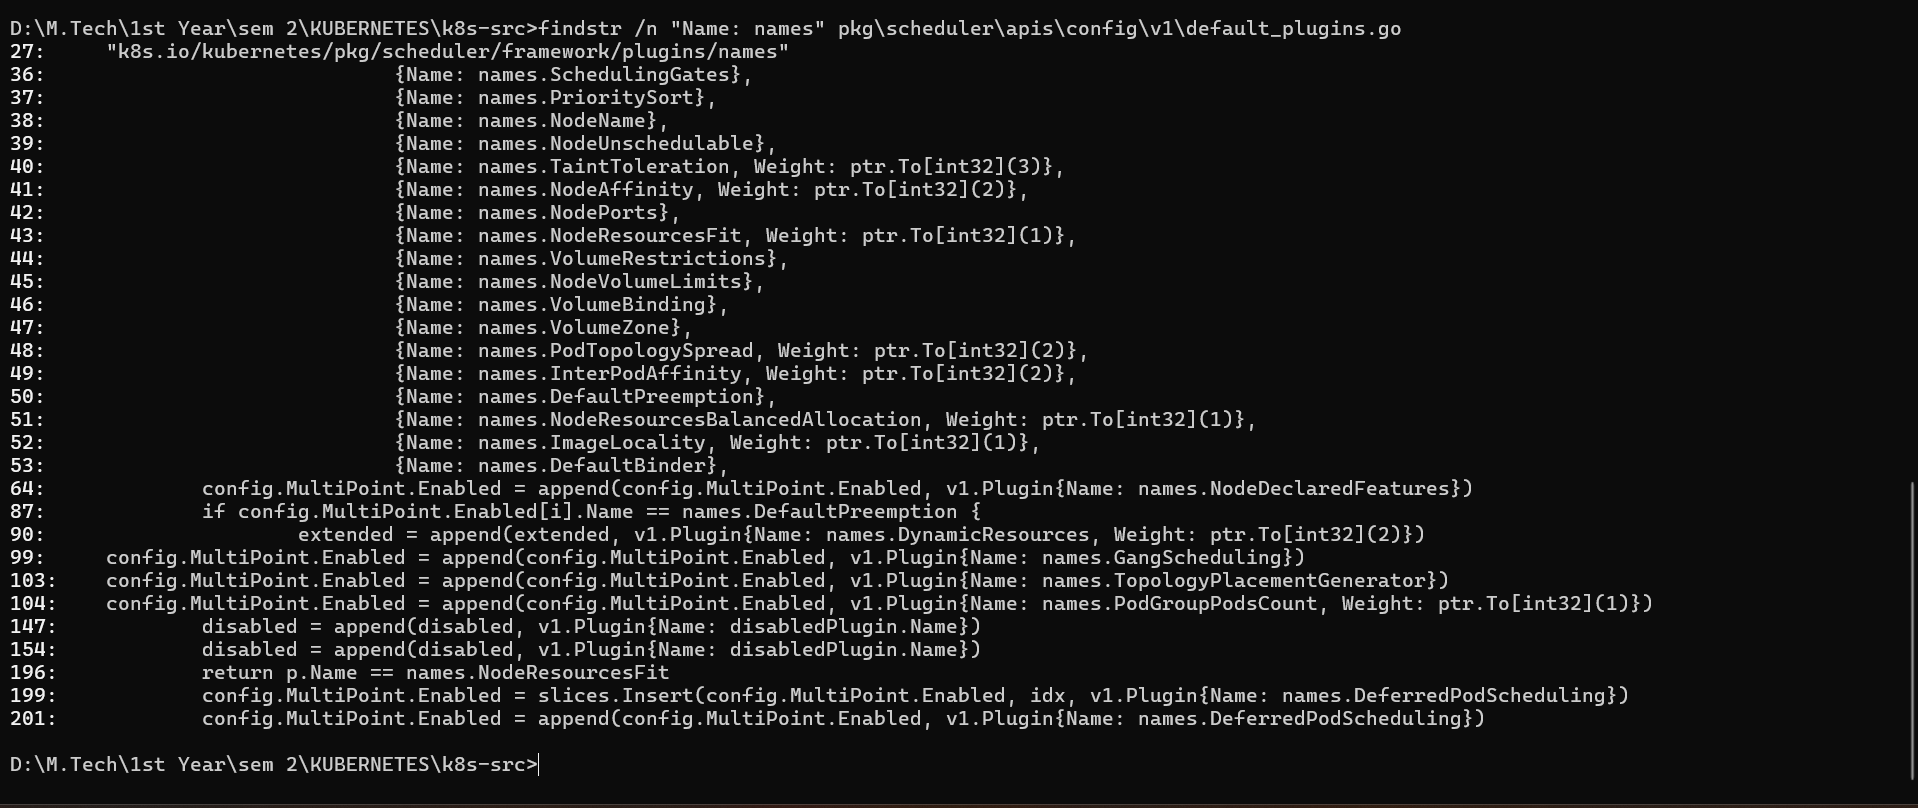 D:\M.Tech\1st Year\sem 2\KUBERNETES\k8s-src>findstr /n "Name: names" pkg\scheduler\apis\config\v1\default_plugins.go
27:     "k8s.io/kubernetes/pkg/scheduler/framework/plugins/names"
36:                             {Name: names.SchedulingGates},
37:                             {Name: names.PrioritySort},
38:                             {Name: names.NodeName},
39:                             {Name: names.NodeUnschedulable},
40:                             {Name: names.TaintToleration, Weight: ptr.To[int32](3)},
41:                             {Name: names.NodeAffinity, Weight: ptr.To[int32](2)},
42:                             {Name: names.NodePorts},
43:                             {Name: names.NodeResourcesFit, Weight: ptr.To[int32](1)},
44:                             {Name: names.VolumeRestrictions},
45:                             {Name: names.NodeVolumeLimits},
46:                             {Name: names.VolumeBinding},
47:                             {Name: names.VolumeZone},
48:                             {Name: names.PodTopologySpread, Weight: ptr.To[int32](2)},
49:                             {Name: names.InterPodAffinity, Weight: ptr.To[int32](2)},
50:                             {Name: names.DefaultPreemption},
51:                             {Name: names.NodeResourcesBalancedAllocation, Weight: ptr.To[int32](1)},
52:                             {Name: names.ImageLocality, Weight: ptr.To[int32](1)},
53:                             {Name: names.DefaultBinder},
64:             config.MultiPoint.Enabled = append(config.MultiPoint.Enabled, v1.Plugin{Name: names.NodeDeclaredFeatures})
87:             if config.MultiPoint.Enabled[i].Name == names.DefaultPreemption {
90:                     extended = append(extended, v1.Plugin{Name: names.DynamicResources, Weight: ptr.To[int32](2)})
99:     config.MultiPoint.Enabled = append(config.MultiPoint.Enabled, v1.Plugin{Name: names.GangScheduling})
103:    config.MultiPoint.Enabled = append(config.MultiPoint.Enabled, v1.Plugin{Name: names.TopologyPlacementGenerator})
104:    config.MultiPoint.Enabled = append(config.MultiPoint.Enabled, v1.Plugin{Name: names.PodGroupPodsCount, Weight: ptr.To[int32](1)})
147:            disabled = append(disabled, v1.Plugin{Name: disabledPlugin.Name})
154:            disabled = append(disabled, v1.Plugin{Name: disabledPlugin.Name})
196:            return p.Name == names.NodeResourcesFit
199:            config.MultiPoint.Enabled = slices.Insert(config.MultiPoint.Enabled, idx, v1.Plugin{Name: names.DeferredPodScheduling})
201:            config.MultiPoint.Enabled = append(config.MultiPoint.Enabled, v1.Plugin{Name: names.DeferredPodScheduling})
D:\M.Tech\1st Year\sem 2\KUBERNETES\k8s-src>